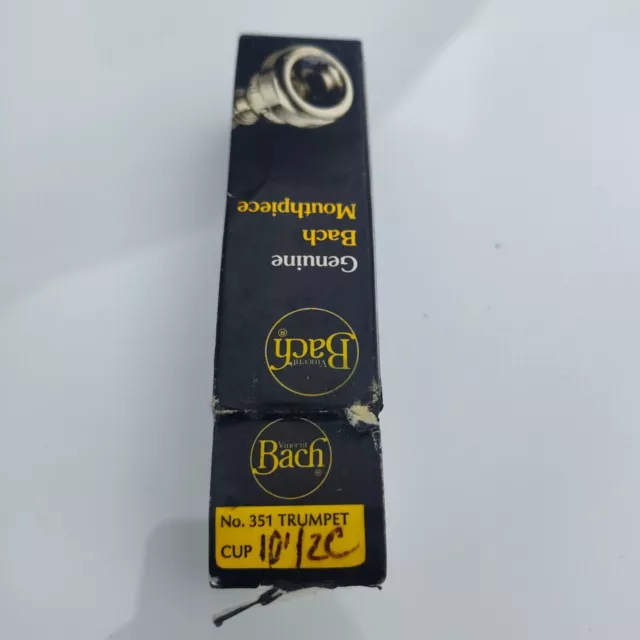 Genuine
Bach
Mouthpiece
Vincent
Bach®
Vincent
Bach®
No. 351 TRUMPET
CUP 10 1/2C